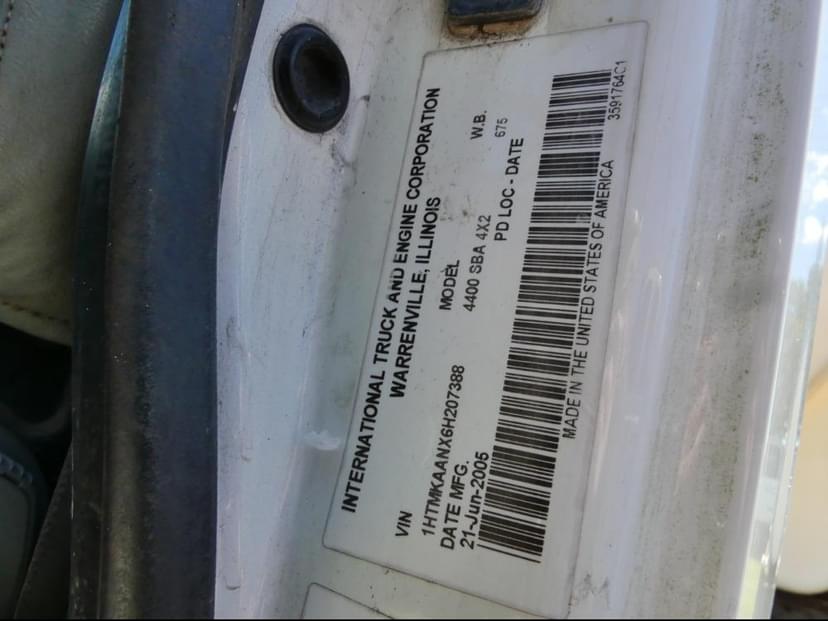 INTERNATIONAL TRUCK AND ENGINE CORPORATION
WARRENVILLE, ILLINOIS
VIN MODEL W.B.
1HTMKAANX6H207388 4400 SBA 4X2 675
DATE MFG. PD LOC - DATE
21-Jun-2005
MADE IN THE UNITED STATES OF AMERICA 3591764C1